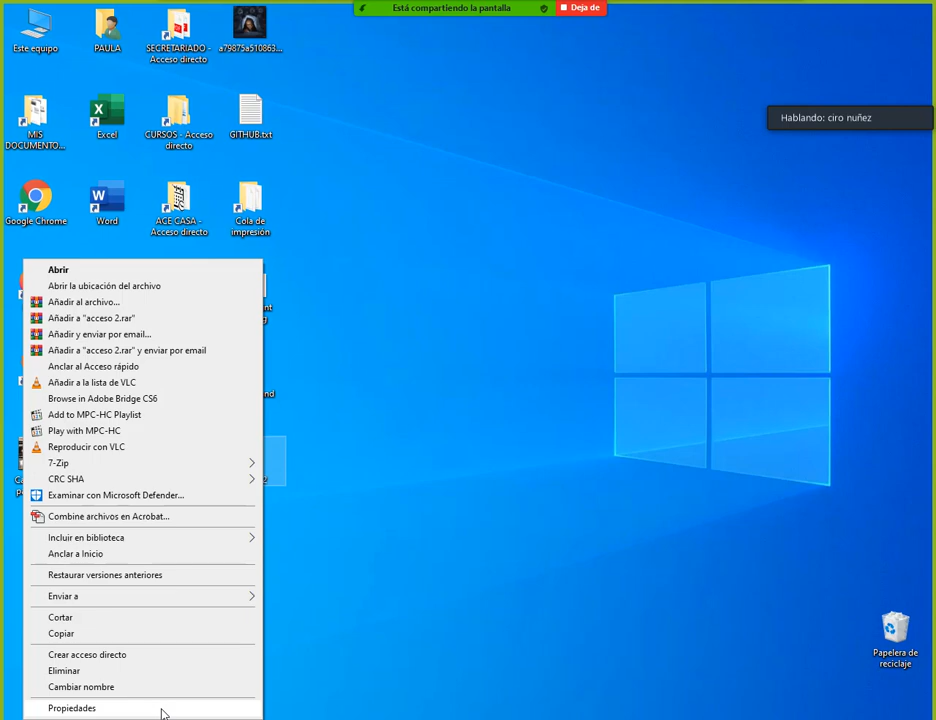 Está compartiendo la pantalla
Deja de
Este equipo
PAULA
SECRETARIADO -
Acceso directo
a79875a510863...
Hablando: ciro nuñez
MIS
DOCUMENTO...
Excel
CURSOS - Acceso
directo
GITHUB.txt
Google Chrome
Word
ACE CASA -
Acceso directo
Cola de
impresión
Abrir
Abrir la ubicación del archivo
Añadir al archivo...
Añadir a "acceso 2.rar"
Añadir y enviar por email...
Añadir a "acceso 2.rar" y enviar por email
Anclar al Acceso rápido
Añadir a la lista de VLC
Browse in Adobe Bridge CS6
Add to MPC-HC Playlist
Play with MPC-HC
Reproducir con VLC
7-Zip
CRC SHA
Examinar con Microsoft Defender...
Combine archivos en Acrobat...
Incluir en biblioteca
Anclar a Inicio
Restaurar versiones anteriores
Enviar a
Cortar
Copiar
Crear acceso directo
Eliminar
Cambiar nombre
Propiedades
Papelera de
reciclaje